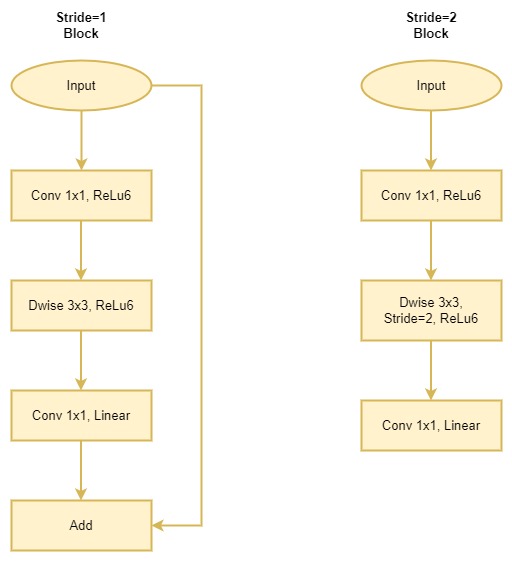 Stride=1
Block
Input
Conv 1x1, ReLu6
Dwise 3x3, ReLu6
Conv 1x1, Linear
Add
Stride=2
Block
Input
Conv 1x1, ReLu6
Dwise 3x3,
Stride=2, ReLu6
Conv 1x1, Linear